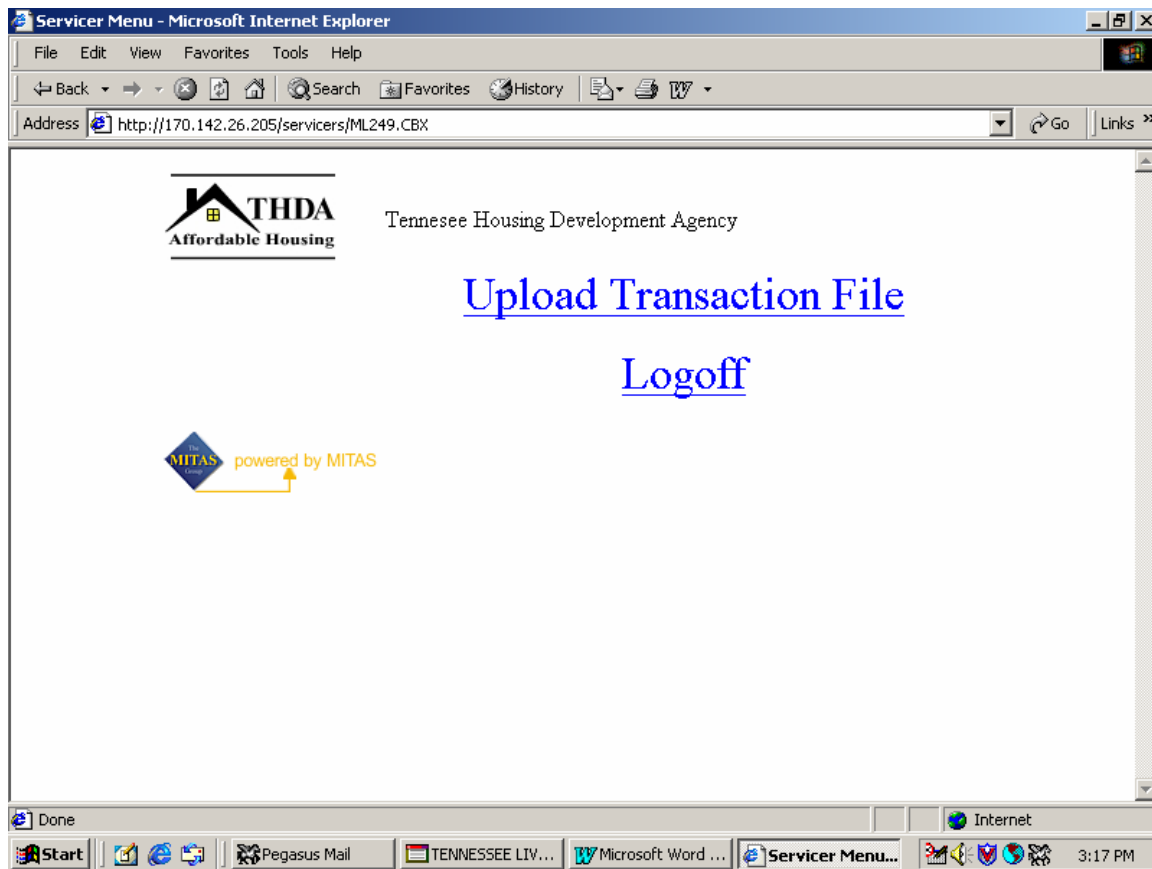 Servicer Menu - Microsoft Internet Explorer
File Edit View Favorites Tools Help
Back Search Favorites History
Address http://170.142.26.205/servicers/ML249.CBX Go Links »
THDA
Affordable Housing
Tennesee Housing Development Agency
Upload Transaction File
Logoff
The
MITAS
Group
powered by MITAS
Done Internet
Start Pegasus Mail TENNESSEE LIV... Microsoft Word ... Servicer Menu... 3:17 PM